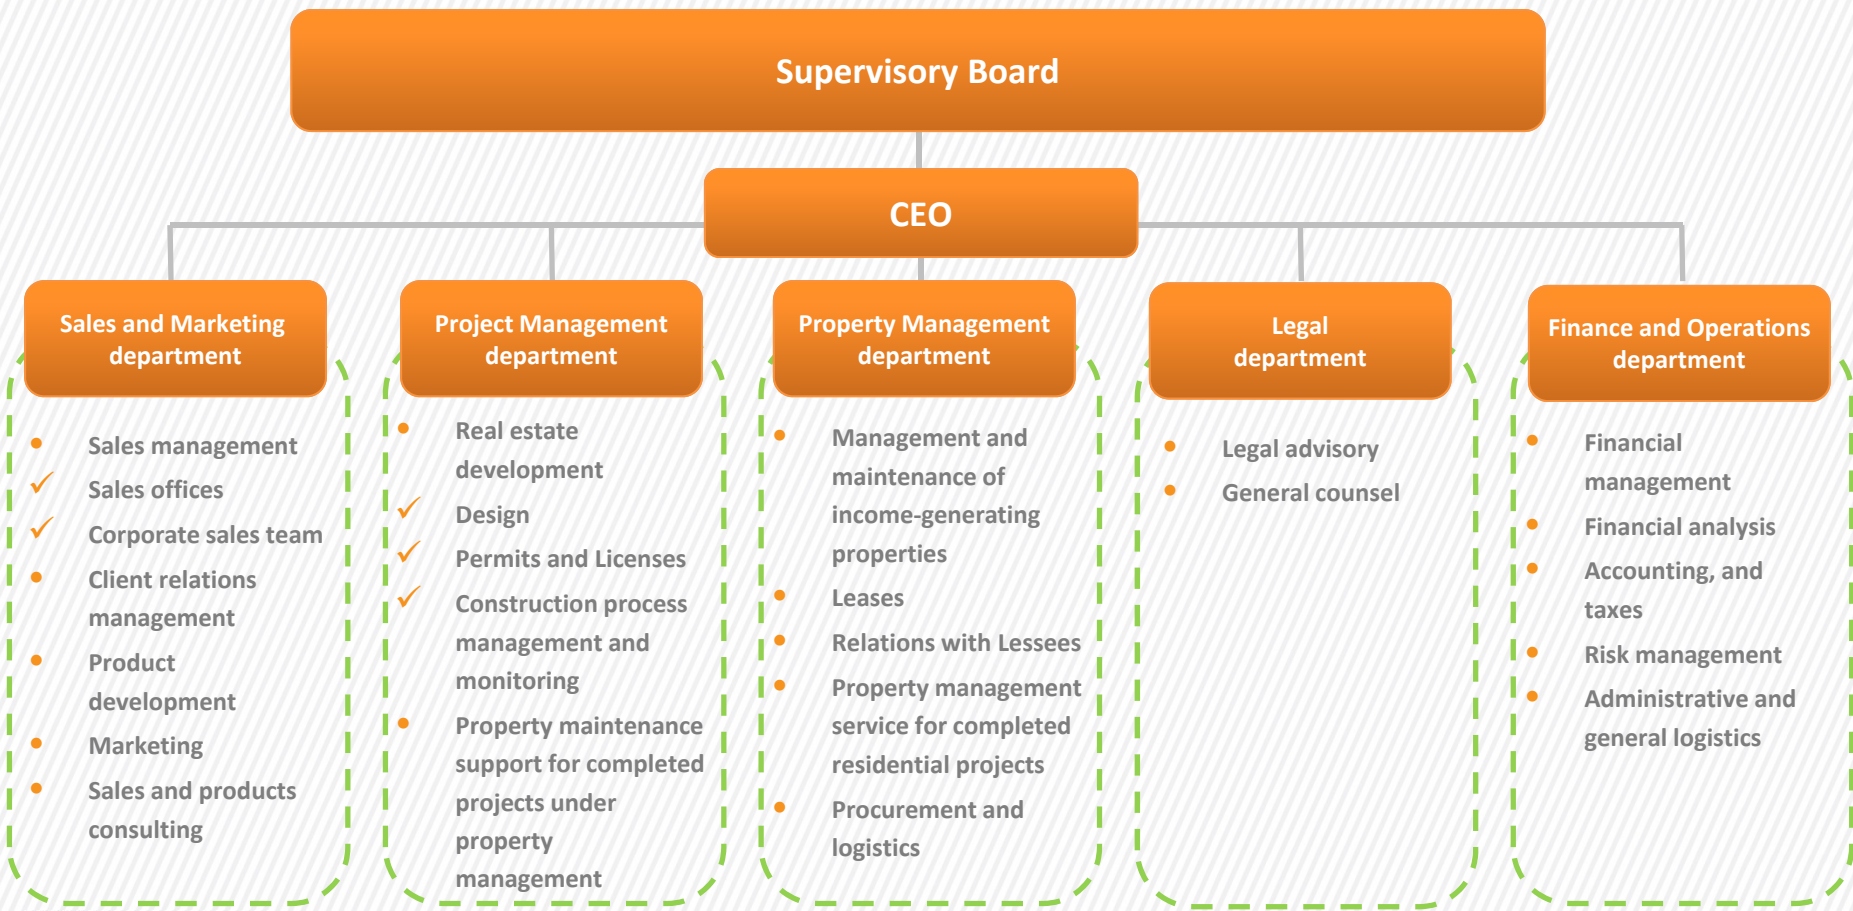 Supervisory Board
CEO
Sales and Marketing
department
• Sales management
✓ Sales offices
✓ Corporate sales team
• Client relations
management
• Product
development
• Marketing
• Sales and products
consulting
Project Management
department
• Real estate
development
✓ Design
✓ Permits and Licenses
✓ Construction process
management and
monitoring
• Property maintenance
support for completed
projects under
property
management
Property Management
department
• Management and
maintenance of
income-generating
properties
• Leases
• Relations with Lessees
• Property management
service for completed
residential projects
• Procurement and
logistics
Legal
department
• Legal advisory
• General counsel
Finance and Operations
department
• Financial
management
• Financial analysis
• Accounting, and
taxes
• Risk management
• Administrative and
general logistics